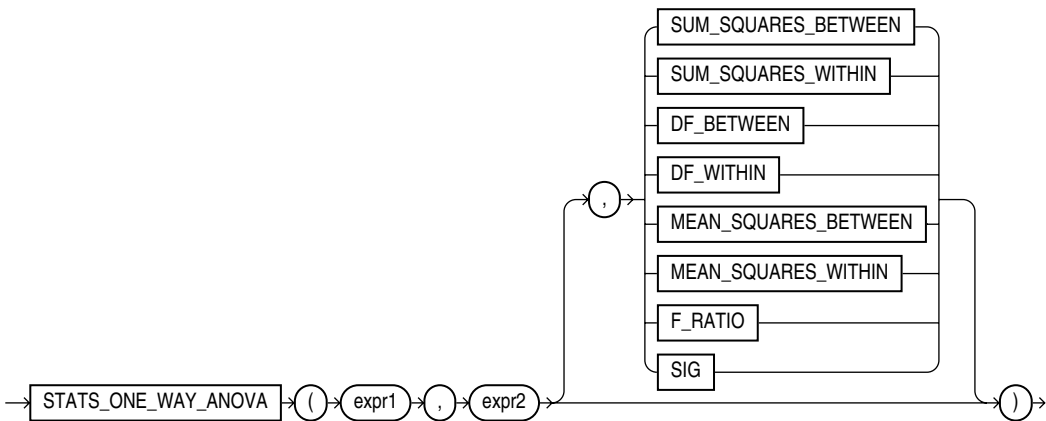 SUM_SQUARES_BETWEEN
SUM_SQUARES_WITHIN
DF_BETWEEN
DF_WITHIN
,
MEAN_SQUARES_BETWEEN
MEAN_SQUARES_WITHIN
F_RATIO
SIG
STATS_ONE_WAY_ANOVA ( expr1 , expr2 )